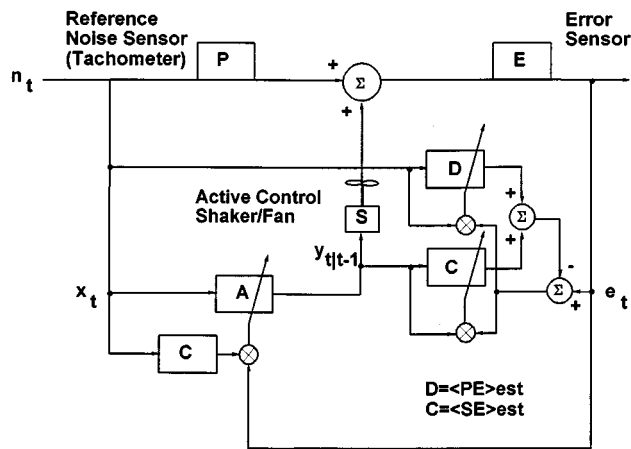 Reference
Noise Sensor
(Tachometer)
Error
Sensor
P
E
n t
+
Σ
+
D
+
Active Control
Shaker/Fan
S
Σ
+
y t|t-1
C
-
A
Σ
x t
+
e t
C
D=<PE>est
C=<SE>est